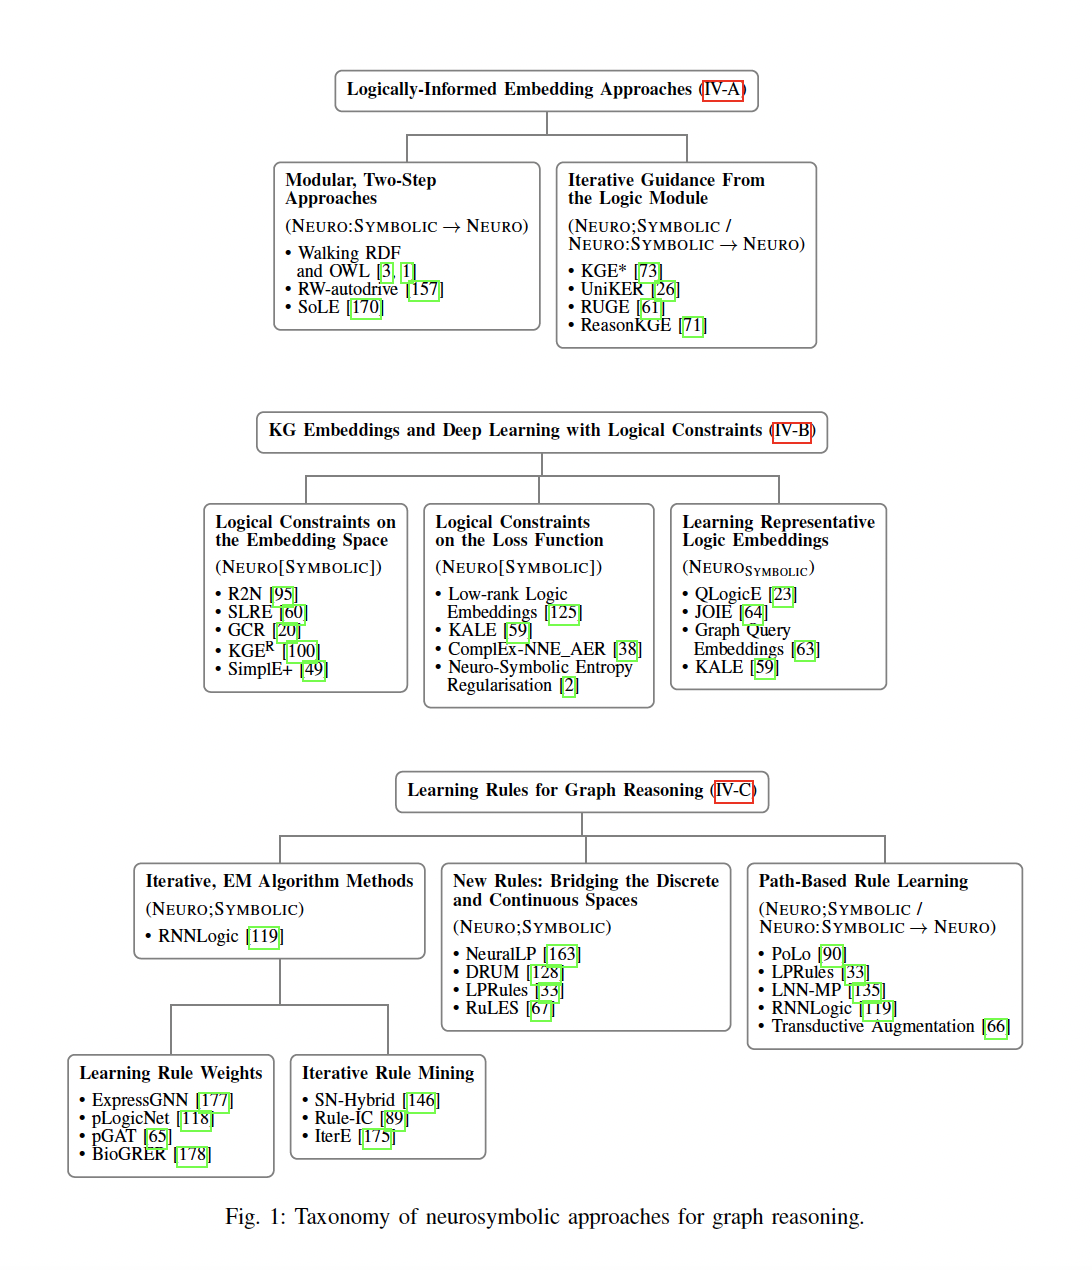 Logically-Informed Embedding Approaches (IV-A)
Modular, Two-Step
Approaches
(NEURO:SYMBOLIC → NEURO)
• Walking RDF
and OWL [3, 1]
• RW-autodrive [157]
• SoLE [170]
Iterative Guidance From
the Logic Module
(NEURO;SYMBOLIC /
NEURO:SYMBOLIC → NEURO)
• KGE* [73]
• UniKER [26]
• RUGE [61]
• ReasonKGE [71]
KG Embeddings and Deep Learning with Logical Constraints (IV-B)
Logical Constraints on
the Embedding Space
(NEURO[SYMBOLIC])
• R2N [95]
• SLRE [60]
• GCR [20]
• KGE^R [100]
• SimplE+ [49]
Logical Constraints
on the Loss Function
(NEURO[SYMBOLIC])
• Low-rank Logic
Embeddings [125]
• KALE [59]
• ComplEx-NNE_AER [38]
• Neuro-Symbolic Entropy
Regularisation [2]
Learning Representative
Logic Embeddings
(NEURO_SYMBOLIC)
• QLogicE [23]
• JOIE [64]
• Graph Query
Embeddings [63]
• KALE [59]
Learning Rules for Graph Reasoning (IV-C)
Iterative, EM Algorithm Methods
(NEURO;SYMBOLIC)
• RNNLogic [119]
New Rules: Bridging the Discrete
and Continuous Spaces
(NEURO;SYMBOLIC)
• NeuralLP [163]
• DRUM [128]
• LPRules [33]
• RuLES [67]
Path-Based Rule Learning
(NEURO;SYMBOLIC /
NEURO:SYMBOLIC → NEURO)
• PoLo [90]
• LPRules [33]
• LNN-MP [135]
• RNNLogic [119]
• Transductive Augmentation [66]
Learning Rule Weights
• ExpressGNN [177]
• pLogicNet [118]
• pGAT [65]
• BioGRER [178]
Iterative Rule Mining
• SN-Hybrid [146]
• Rule-IC [89]
• IterE [175]
Fig. 1: Taxonomy of neurosymbolic approaches for graph reasoning.